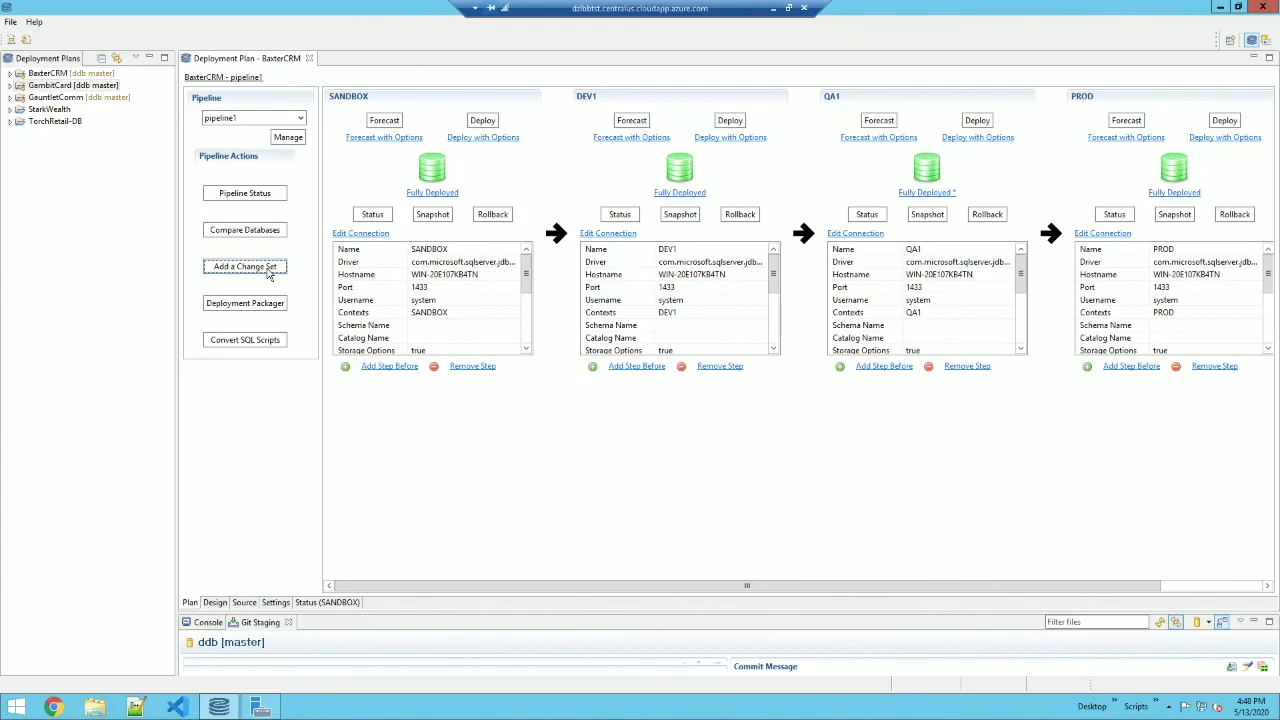 dzlbbtst.centralus.cloudapp.azure.com
File Help
Deployment Plans
BaxterCRM [ddb master]
GambitCard [ddb master]
GauntletComm [ddb master]
StarkWealth
TorchRetail-DB
Deployment Plan - BaxterCRM
BaxterCRM - pipeline1
Pipeline
pipeline1
Manage
Pipeline Actions
Pipeline Status
Compare Databases
Add a Change Set
Deployment Packager
Convert SQL Scripts
SANDBOX
Forecast Deploy
Forecast with Options Deploy with Options
Fully Deployed
Status Snapshot Rollback
Edit Connection
Name SANDBOX
Driver com.microsoft.sqlserver.jdb...
Hostname WIN-20E107KB4TN
Port 1433
Username system
Contexts SANDBOX
Schema Name
Catalog Name
Storage Options true
Add Step Before Remove Step
DEV1
Forecast Deploy
Forecast with Options Deploy with Options
Fully Deployed
Status Snapshot Rollback
Edit Connection
Name DEV1
Driver com.microsoft.sqlserver.jdb...
Hostname WIN-20E107KB4TN
Port 1433
Username system
Contexts DEV1
Schema Name
Catalog Name
Storage Options true
Add Step Before Remove Step
QA1
Forecast Deploy
Forecast with Options Deploy with Options
Fully Deployed *
Status Snapshot Rollback
Edit Connection
Name QA1
Driver com.microsoft.sqlserver.jdb...
Hostname WIN-20E107KB4TN
Port 1433
Username system
Contexts QA1
Schema Name
Catalog Name
Storage Options true
Add Step Before Remove Step
PROD
Forecast Deploy
Forecast with Options Deploy with Options
Fully Deployed
Status Snapshot Rollback
Edit Connection
Name PROD
Driver com.microsoft.sqlserver.jdb...
Hostname WIN-20E107KB4TN
Port 1433
Username system
Contexts PROD
Schema Name
Catalog Name
Storage Options true
Add Step Before Remove Step
Plan Design Source Settings Status (SANDBOX)
Console Git Staging
Filter files
ddb [master]
Commit Message
Desktop Scripts
4:48 PM
5/13/2020